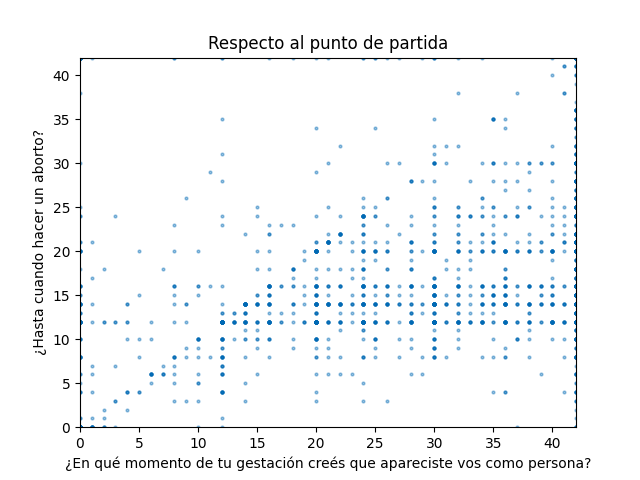 Respecto al punto de partida
¿Hasta cuando hacer un aborto?
40
35
30
25
20
15
10
5
0
0 5 10 15 20 25 30 35 40
¿En qué momento de tu gestación creés que apareciste vos como persona?